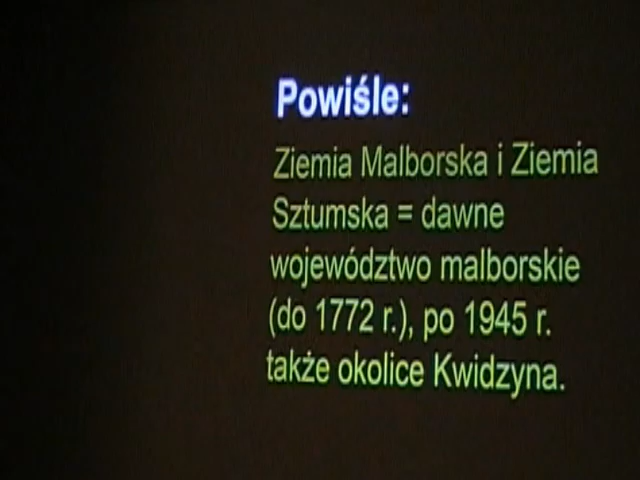 Powiśle:
Ziemia Malborska i Ziemia
Sztumska = dawne
województwo malborskie
(do 1772 r.), po 1945 r.
także okolice Kwidzyna.